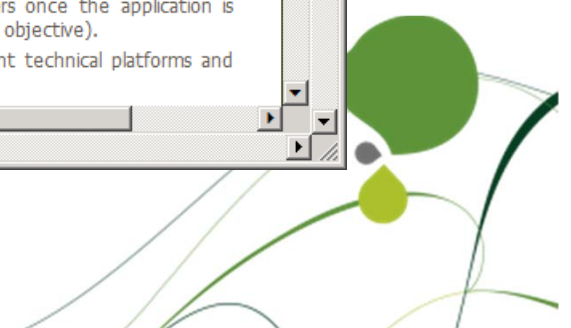 rs once the application is
objective).
nt technical platforms and